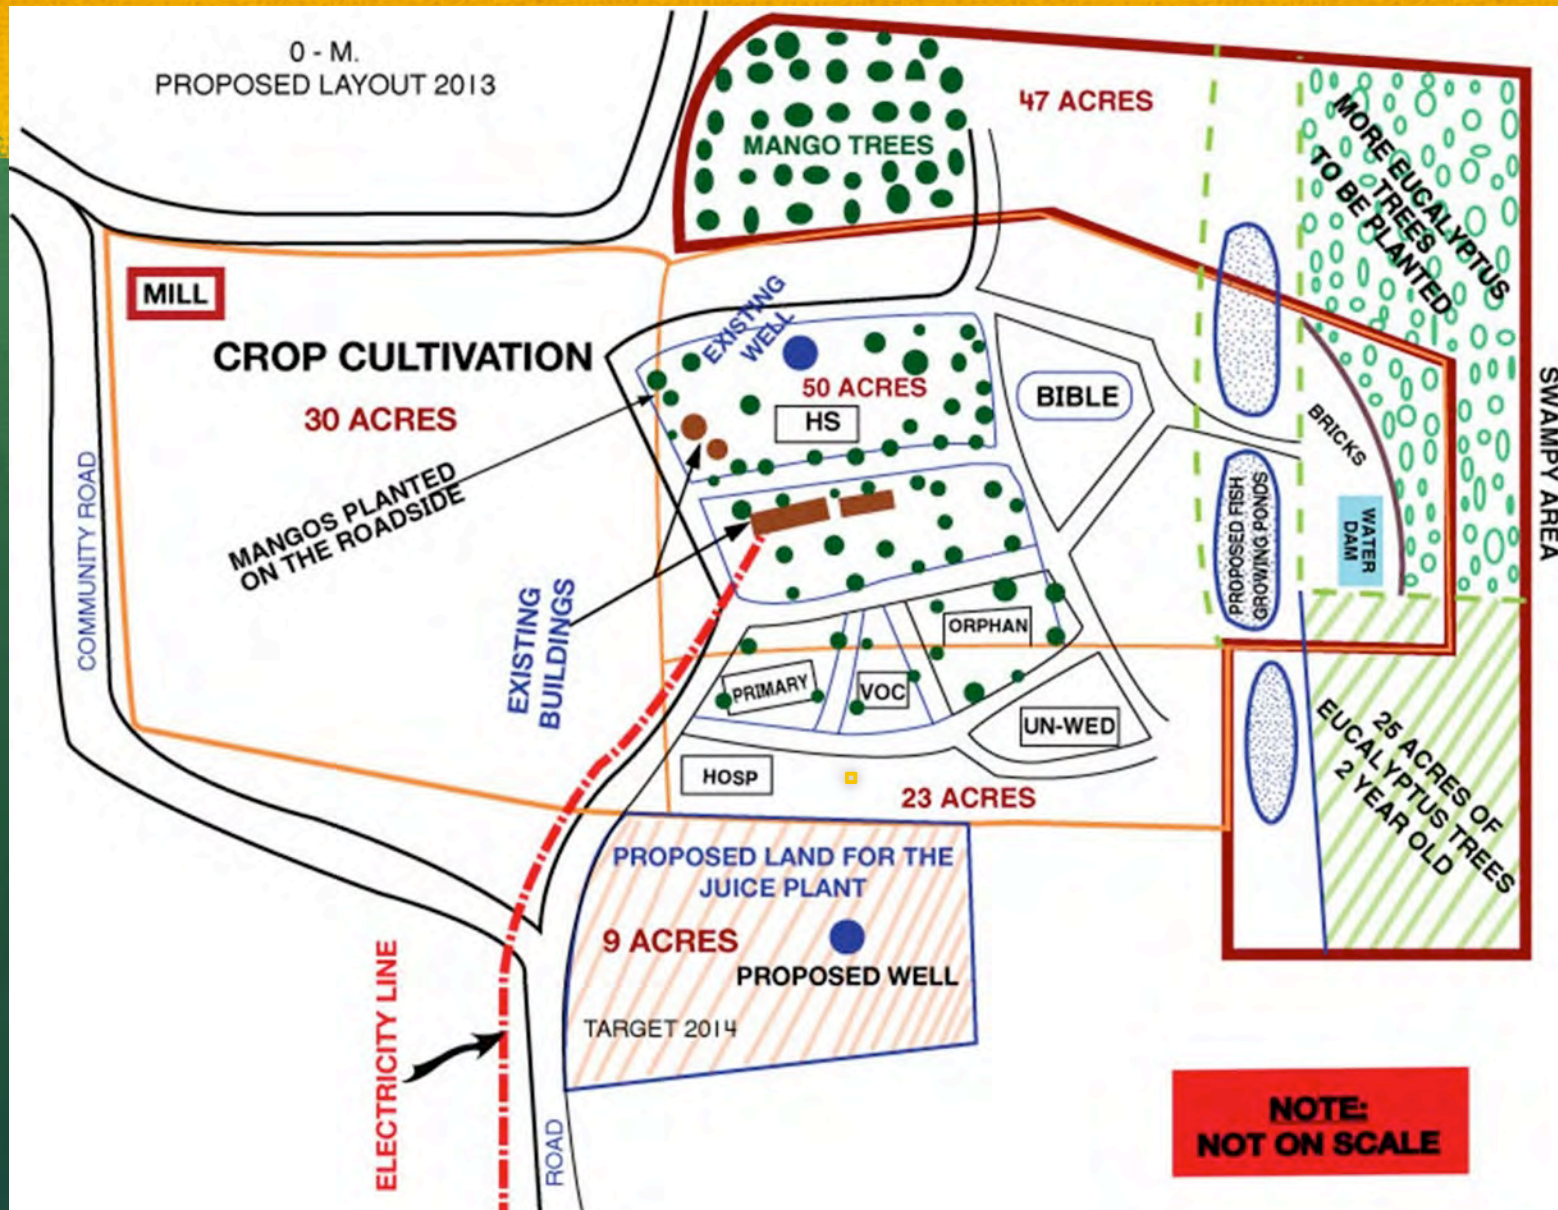 0 - M.
PROPOSED LAYOUT 2013
47 ACRES
MANGO TREES
MORE EUCALYPTUS
TREES
TO BE PLANTED
MILL
CROP CULTIVATION
30 ACRES
EXISTING
WELL
50 ACRES
HS
BIBLE
BRICKS
SWAMPY AREA
COMMUNITY ROAD
MANGOS PLANTED
ON THE ROADSIDE
PROPOSED FISH
GROWING PONDS
WATER
DAM
EXISTING
BUILDINGS
ORPHAN
PRIMARY
VOC
UN-WED
HOSP
23 ACRES
25 ACRES OF
EUCALYPTUS TREES
2 YEAR OLD
PROPOSED LAND FOR THE
JUICE PLANT
9 ACRES
PROPOSED WELL
TARGET 2014
ELECTRICITY LINE
ROAD
NOTE:
NOT ON SCALE